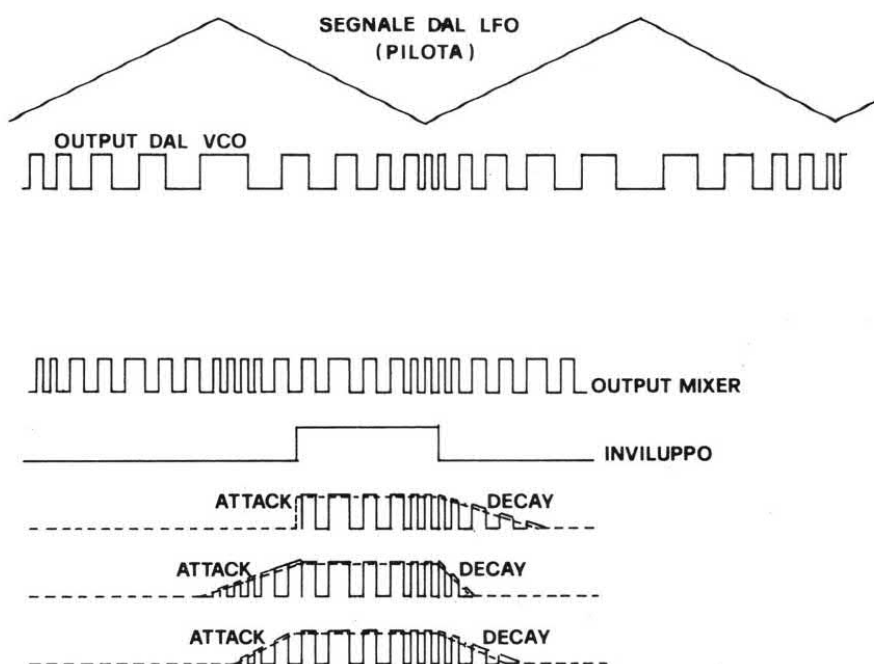 SEGNALE DAL LFO
(PILOTA)
OUTPUT DAL VCO
OUTPUT MIXER
INVILUPPO
ATTACK DECAY
ATTACK DECAY
ATTACK DECAY